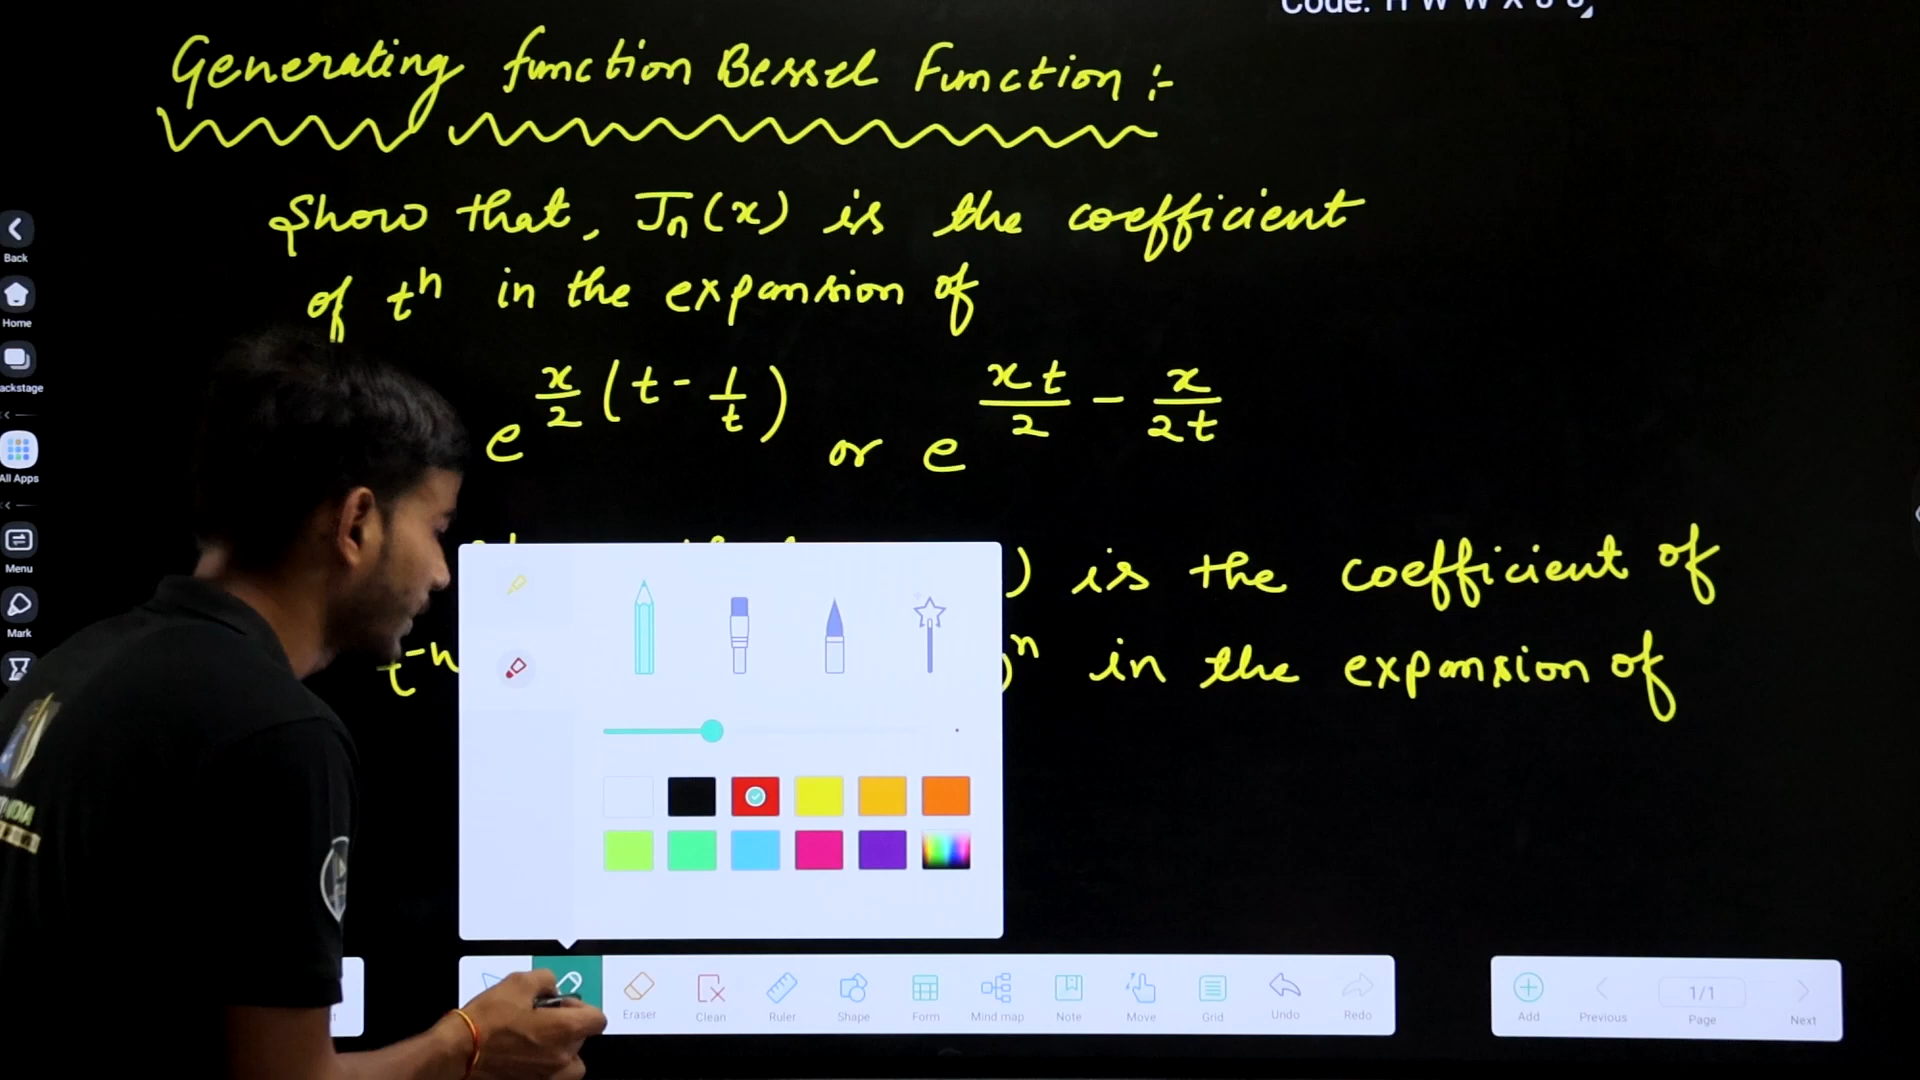 Code: H W W X
Generating function Bessel Function :-
Show that, Jn(x) is the coefficient
of t^n in the expansion of
e^{x/2 (t - 1/t)} or e^{xt/2 - x/2t}
) is the coefficient of
t^-n )^n in the expansion of
Back
Home
ackstage
All Apps
Menu
Mark
Eraser
Clean
Ruler
Shape
Form
Mind map
Note
Move
Grid
Undo
Redo
Add
Previous
1/1
Page
Next